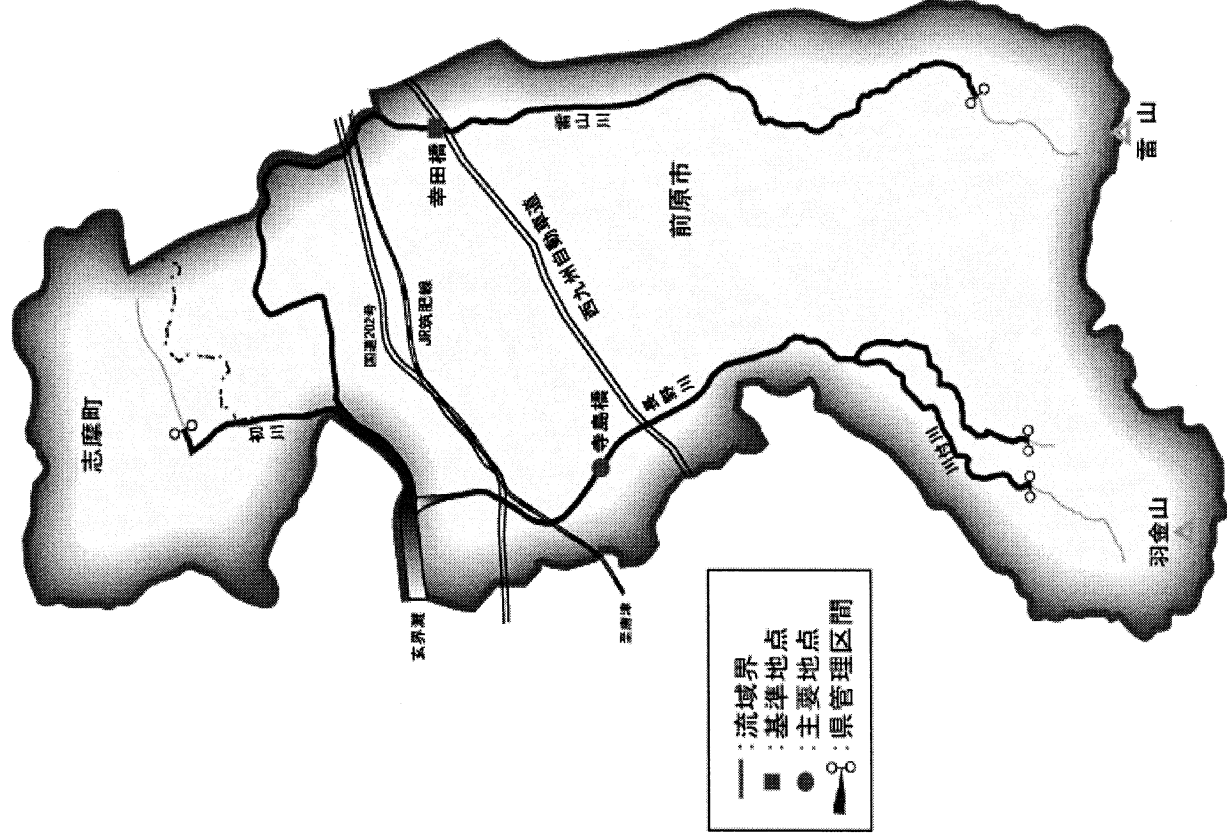 志摩町
初川
国道202号
JR筑肥線
幸田橋
雷山川
前原市
西九州自動車道
長野川
寺島橋
川付川
玄界灘
至唐津
雷山
羽金山
―：流域界
■：基準地点
●：主要地点
：県管理区間